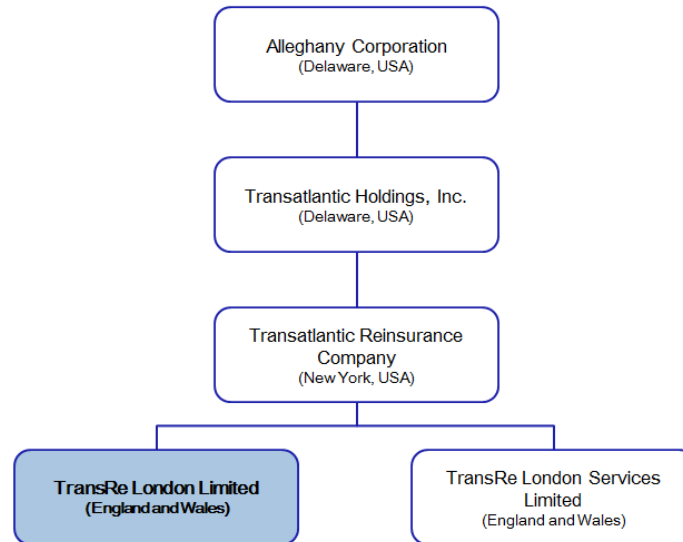 Alleghany Corporation
(Delaware, USA)
Transatlantic Holdings, Inc.
(Delaware, USA)
Transatlantic Reinsurance
Company
(New York, USA)
TransRe London Limited
(England and Wales)
TransRe London Services
Limited
(England and Wales)